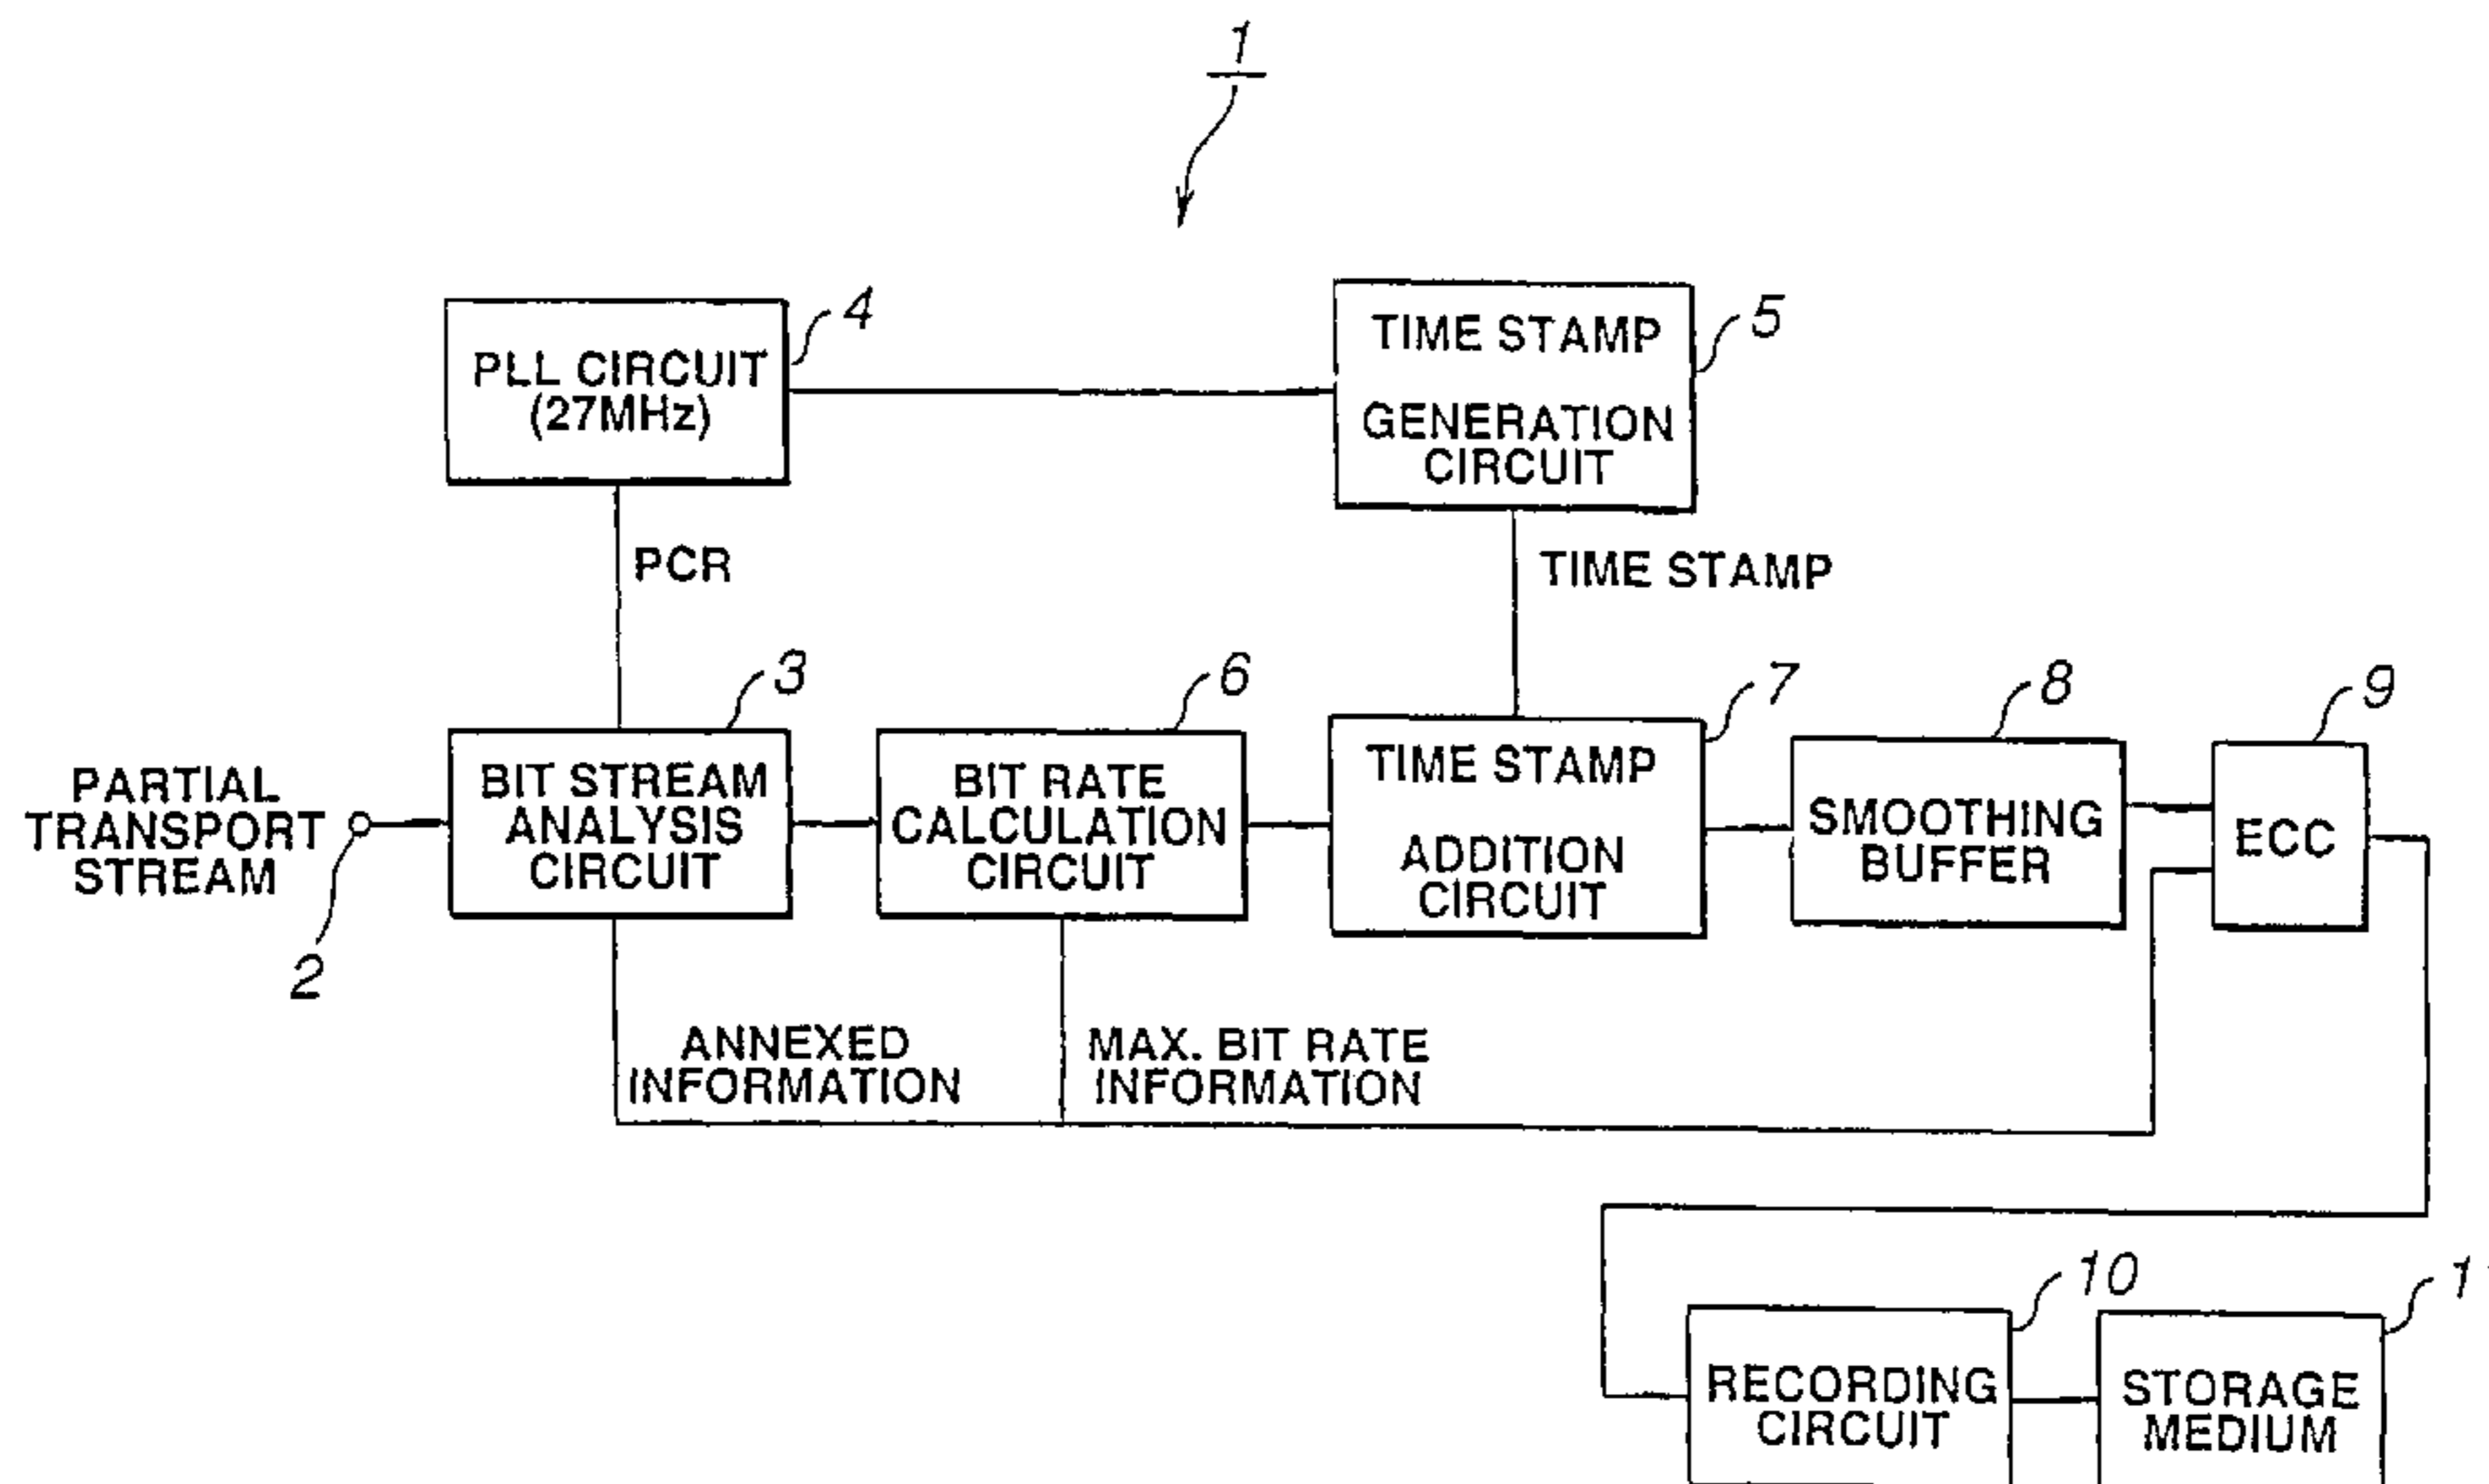 1
4
PLL CIRCUIT
(27MHz)
5
TIME STAMP
GENERATION
CIRCUIT
PCR
TIME STAMP
3
6
7
8
9
PARTIAL
TRANSPORT
STREAM
2
BIT STREAM
ANALYSIS
CIRCUIT
BIT RATE
CALCULATION
CIRCUIT
TIME STAMP
ADDITION
CIRCUIT
SMOOTHING
BUFFER
ECC
ANNEXED
INFORMATION
MAX. BIT RATE
INFORMATION
10
RECORDING
CIRCUIT
STORAGE
MEDIUM